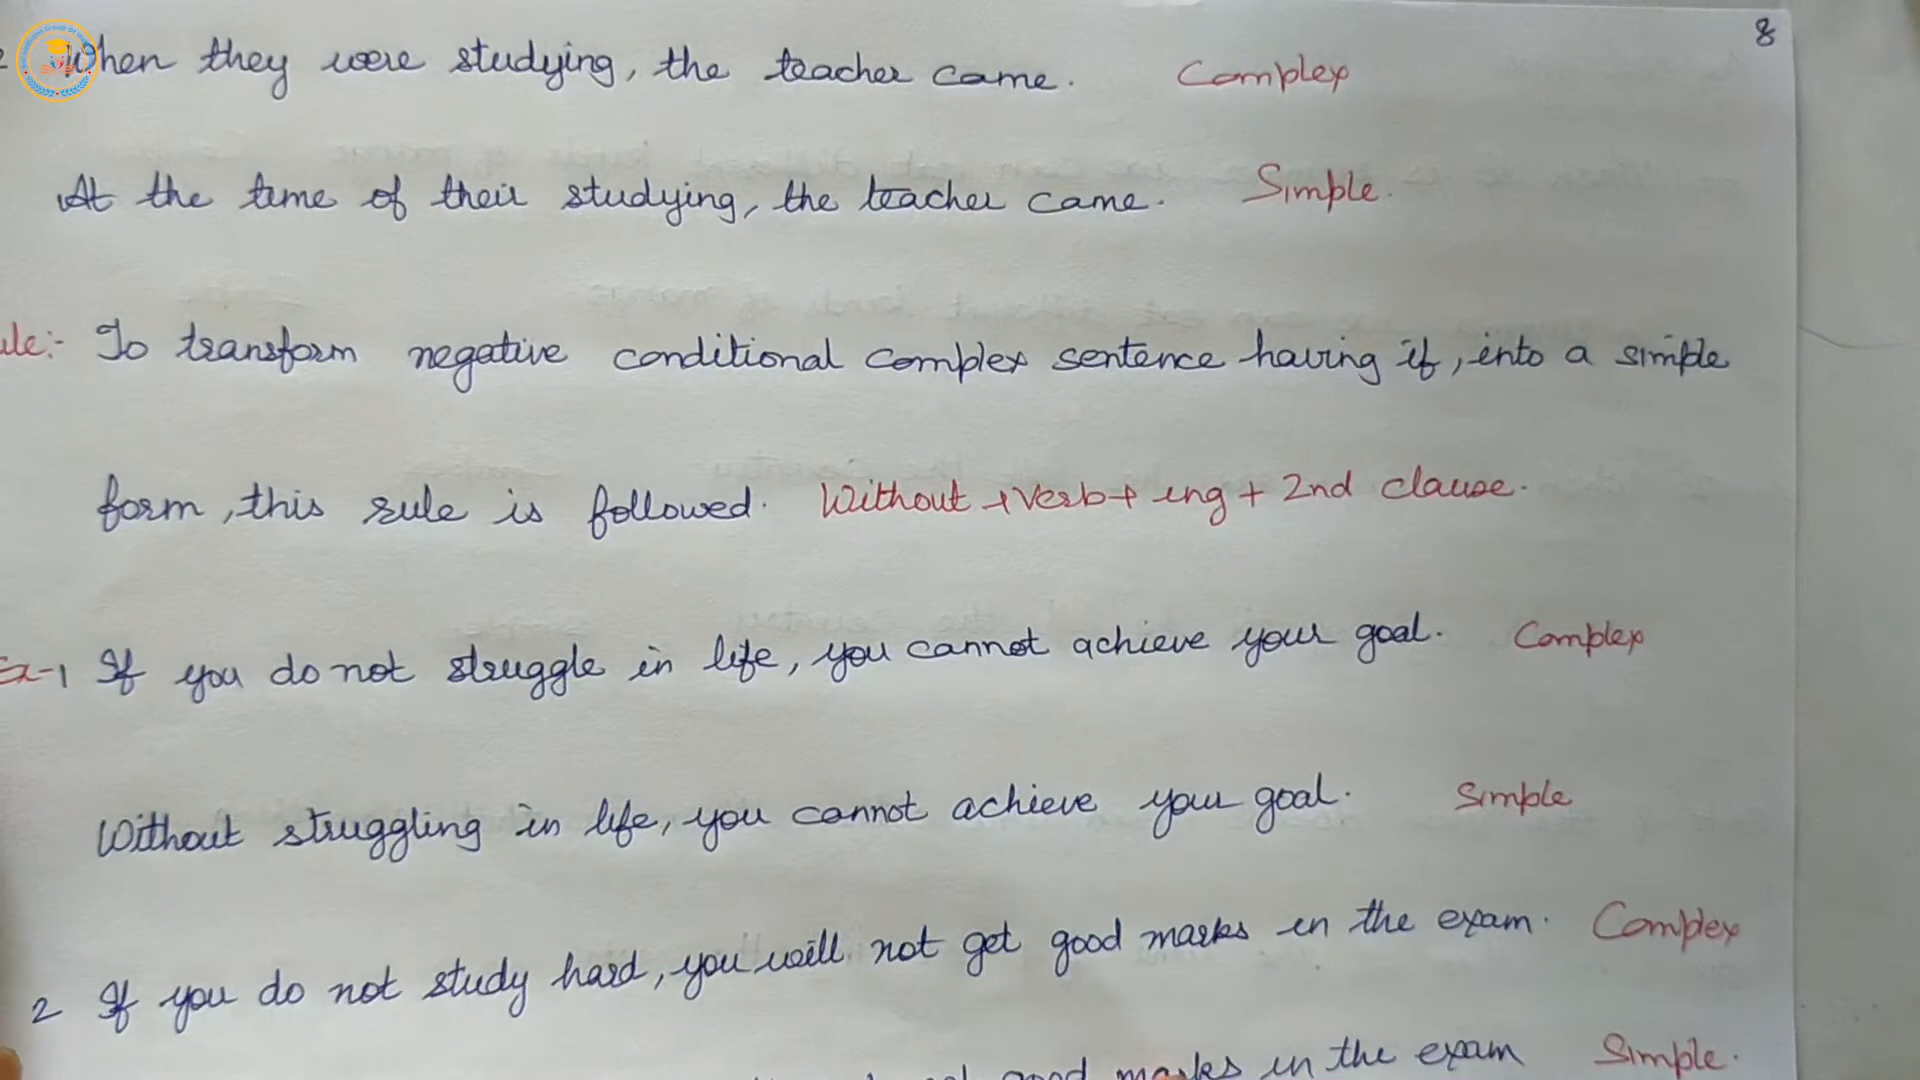 8
2 When they were studying, the teacher came. Complex
At the time of their studying, the teacher came. Simple.
ule:- To transform negative conditional complex sentence having if, into a simple
form, this rule is followed. Without + Verb + ing + 2nd clause.
Ex-1 If you do not struggle in life, you cannot achieve your goal. Complex
Without struggling in life, you cannot achieve your goal. Simple
2 If you do not study hard, you will not get good marks in the exam. Complex
good marks in the exam Simple.